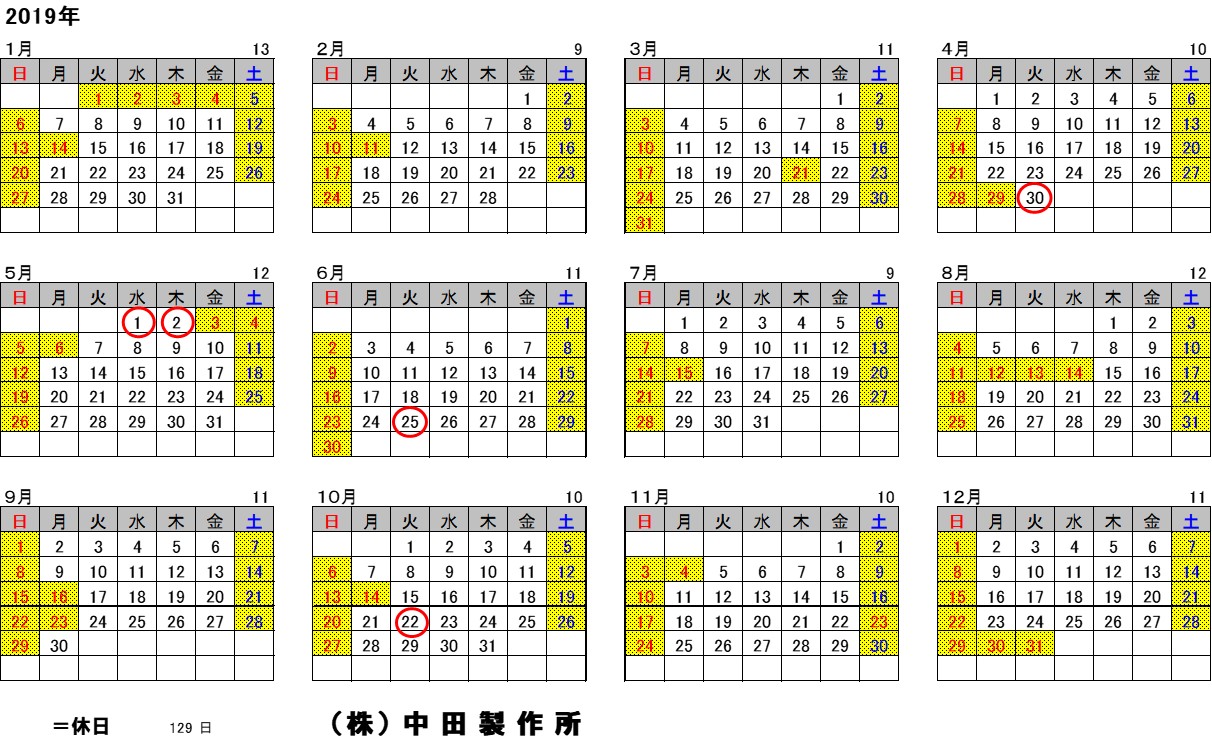 2019年
1月 13 2月 9 3月 11 4月 10
日 月 火 水 木 金 土 日 月 火 水 木 金 土 日 月 火 水 木 金 土 日 月 火 水 木 金 土
1 2 3 4 5 1 2 1 2 1 2 3 4 5 6
6 7 8 9 10 11 12 3 4 5 6 7 8 9 3 4 5 6 7 8 9 7 8 9 10 11 12 13
13 14 15 16 17 18 19 10 11 12 13 14 15 16 10 11 12 13 14 15 16 14 15 16 17 18 19 20
20 21 22 23 24 25 26 17 18 19 20 21 22 23 17 18 19 20 21 22 23 21 22 23 24 25 26 27
27 28 29 30 31 24 25 26 27 28 24 25 26 27 28 29 30 28 29 30
31
5月 12 6月 11 7月 9 8月 12
日 月 火 水 木 金 土 日 月 火 水 木 金 土 日 月 火 水 木 金 土 日 月 火 水 木 金 土
1 2 3 4 1 1 2 3 4 5 6 1 2 3
5 6 7 8 9 10 11 2 3 4 5 6 7 8 7 8 9 10 11 12 13 4 5 6 7 8 9 10
12 13 14 15 16 17 18 9 10 11 12 13 14 15 14 15 16 17 18 19 20 11 12 13 14 15 16 17
19 20 21 22 23 24 25 16 17 18 19 20 21 22 21 22 23 24 25 26 27 18 19 20 21 22 23 24
26 27 28 29 30 31 23 24 25 26 27 28 29 28 29 30 31 25 26 27 28 29 30 31
30
9月 11 10月 10 11月 10 12月 11
日 月 火 水 木 金 土 日 月 火 水 木 金 土 日 月 火 水 木 金 土 日 月 火 水 木 金 土
1 2 3 4 5 6 7 1 2 3 4 5 1 2 1 2 3 4 5 6 7
8 9 10 11 12 13 14 6 7 8 9 10 11 12 3 4 5 6 7 8 9 8 9 10 11 12 13 14
15 16 17 18 19 20 21 13 14 15 16 17 18 19 10 11 12 13 14 15 16 15 16 17 18 19 20 21
22 23 24 25 26 27 28 20 21 22 23 24 25 26 17 18 19 20 21 22 23 22 23 24 25 26 27 28
29 30 27 28 29 30 31 24 25 26 27 28 29 30 29 30 31
＝休日 129 日 （株）中田製作所